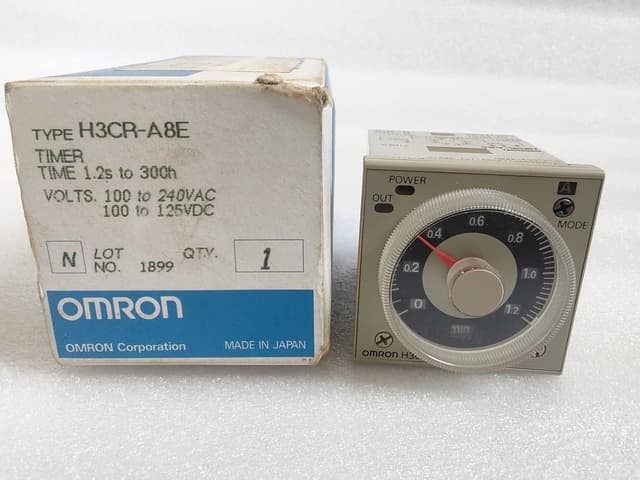 TYPE H3CR-A8E
TIMER
TIME 1.2s to 300h
VOLTS. 100 to 240VAC
100 to 125VDC
N LOT NO. 1899 QTY. 1
OMRON
OMRON Corporation MADE IN JAPAN
POWER
OUT
A
MODE
0 0.2 0.4 0.6 0.8 1.0 1.2
OMRON